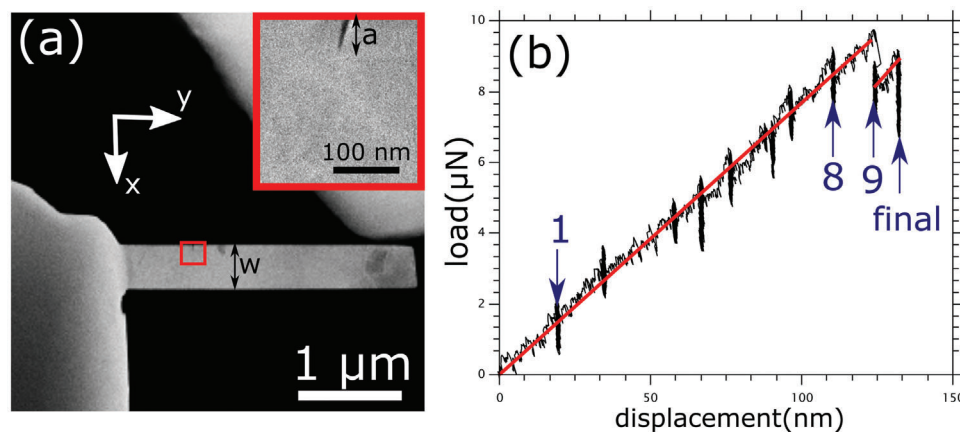 (a)
a
y
x
100 nm
w
1 μm
(b)
load(μN)
10
8
6
4
2
0
0
50
100
150
displacement(nm)
1
8
9
final